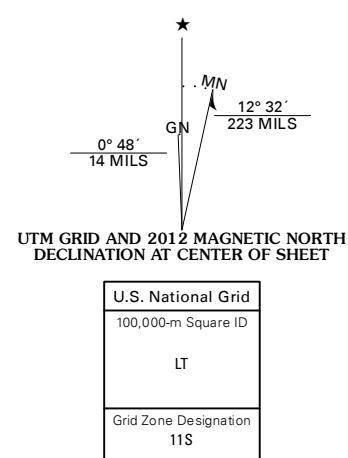 ★
MN
GN
12° 32´
223 MILS
0° 48´
14 MILS
UTM GRID AND 2012 MAGNETIC NORTH
DECLINATION AT CENTER OF SHEET
U.S. National Grid
100,000-m Square ID
LT
Grid Zone Designation
11S